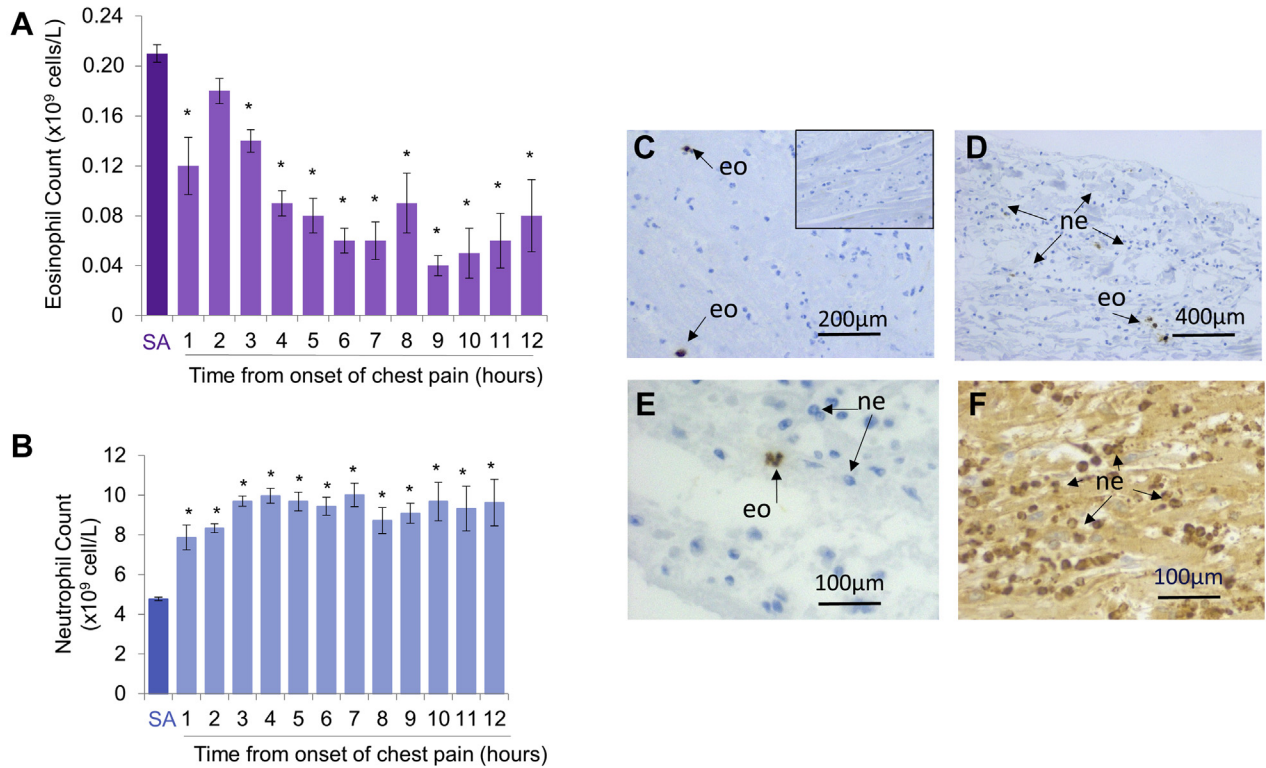 A
Eosinophil Count (x10⁹ cells/L)
0.24
0.20
0.16
0.12
0.08
0.04
0
* * * * * * * * * * *
SA 1 2 3 4 5 6 7 8 9 10 11 12
Time from onset of chest pain (hours)
B
Neutrophil Count
(x10⁹ cell/L)
12
10
8
6
4
2
0
* * * * * * * * * * * *
SA 1 2 3 4 5 6 7 8 9 10 11 12
Time from onset of chest pain (hours)
C
eo
eo
200µm
D
ne
eo
400µm
E
ne
eo
100µm
F
ne
100µm